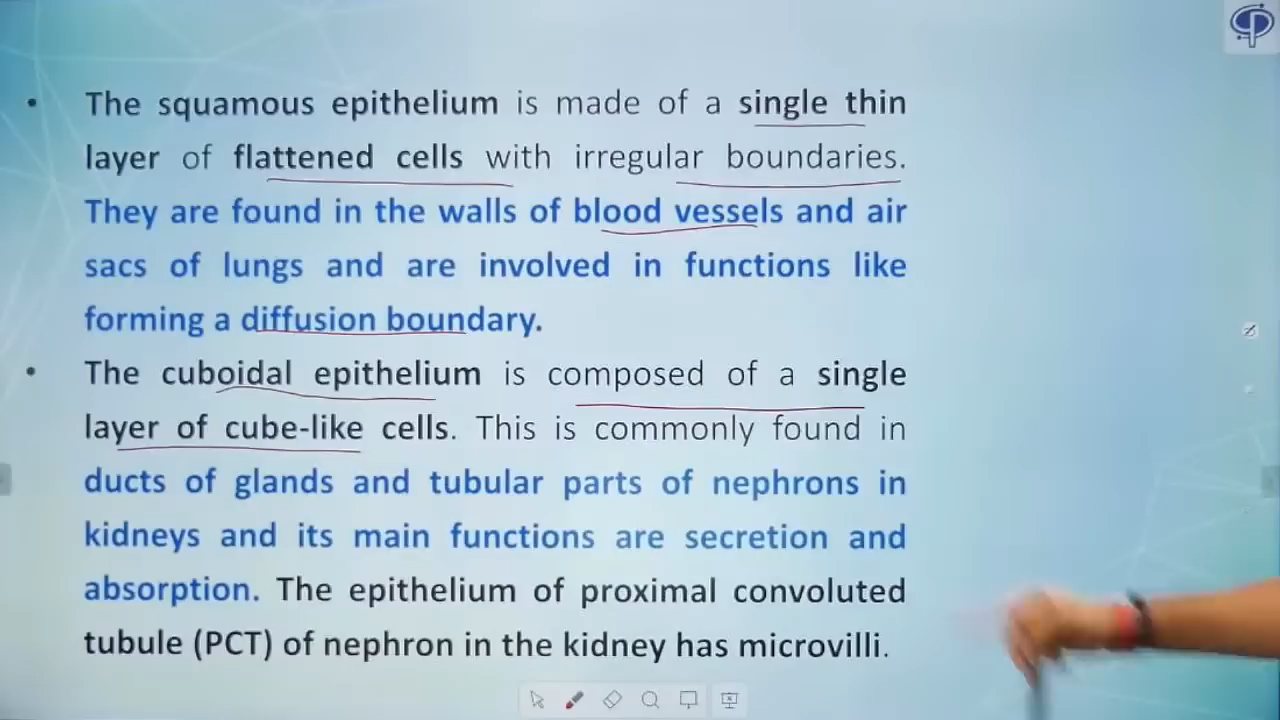 • The squamous epithelium is made of a single thin
layer of flattened cells with irregular boundaries.
They are found in the walls of blood vessels and air
sacs of lungs and are involved in functions like
forming a diffusion boundary.
• The cuboidal epithelium is composed of a single
layer of cube-like cells. This is commonly found in
ducts of glands and tubular parts of nephrons in
kidneys and its main functions are secretion and
absorption. The epithelium of proximal convoluted
tubule (PCT) of nephron in the kidney has microvilli.